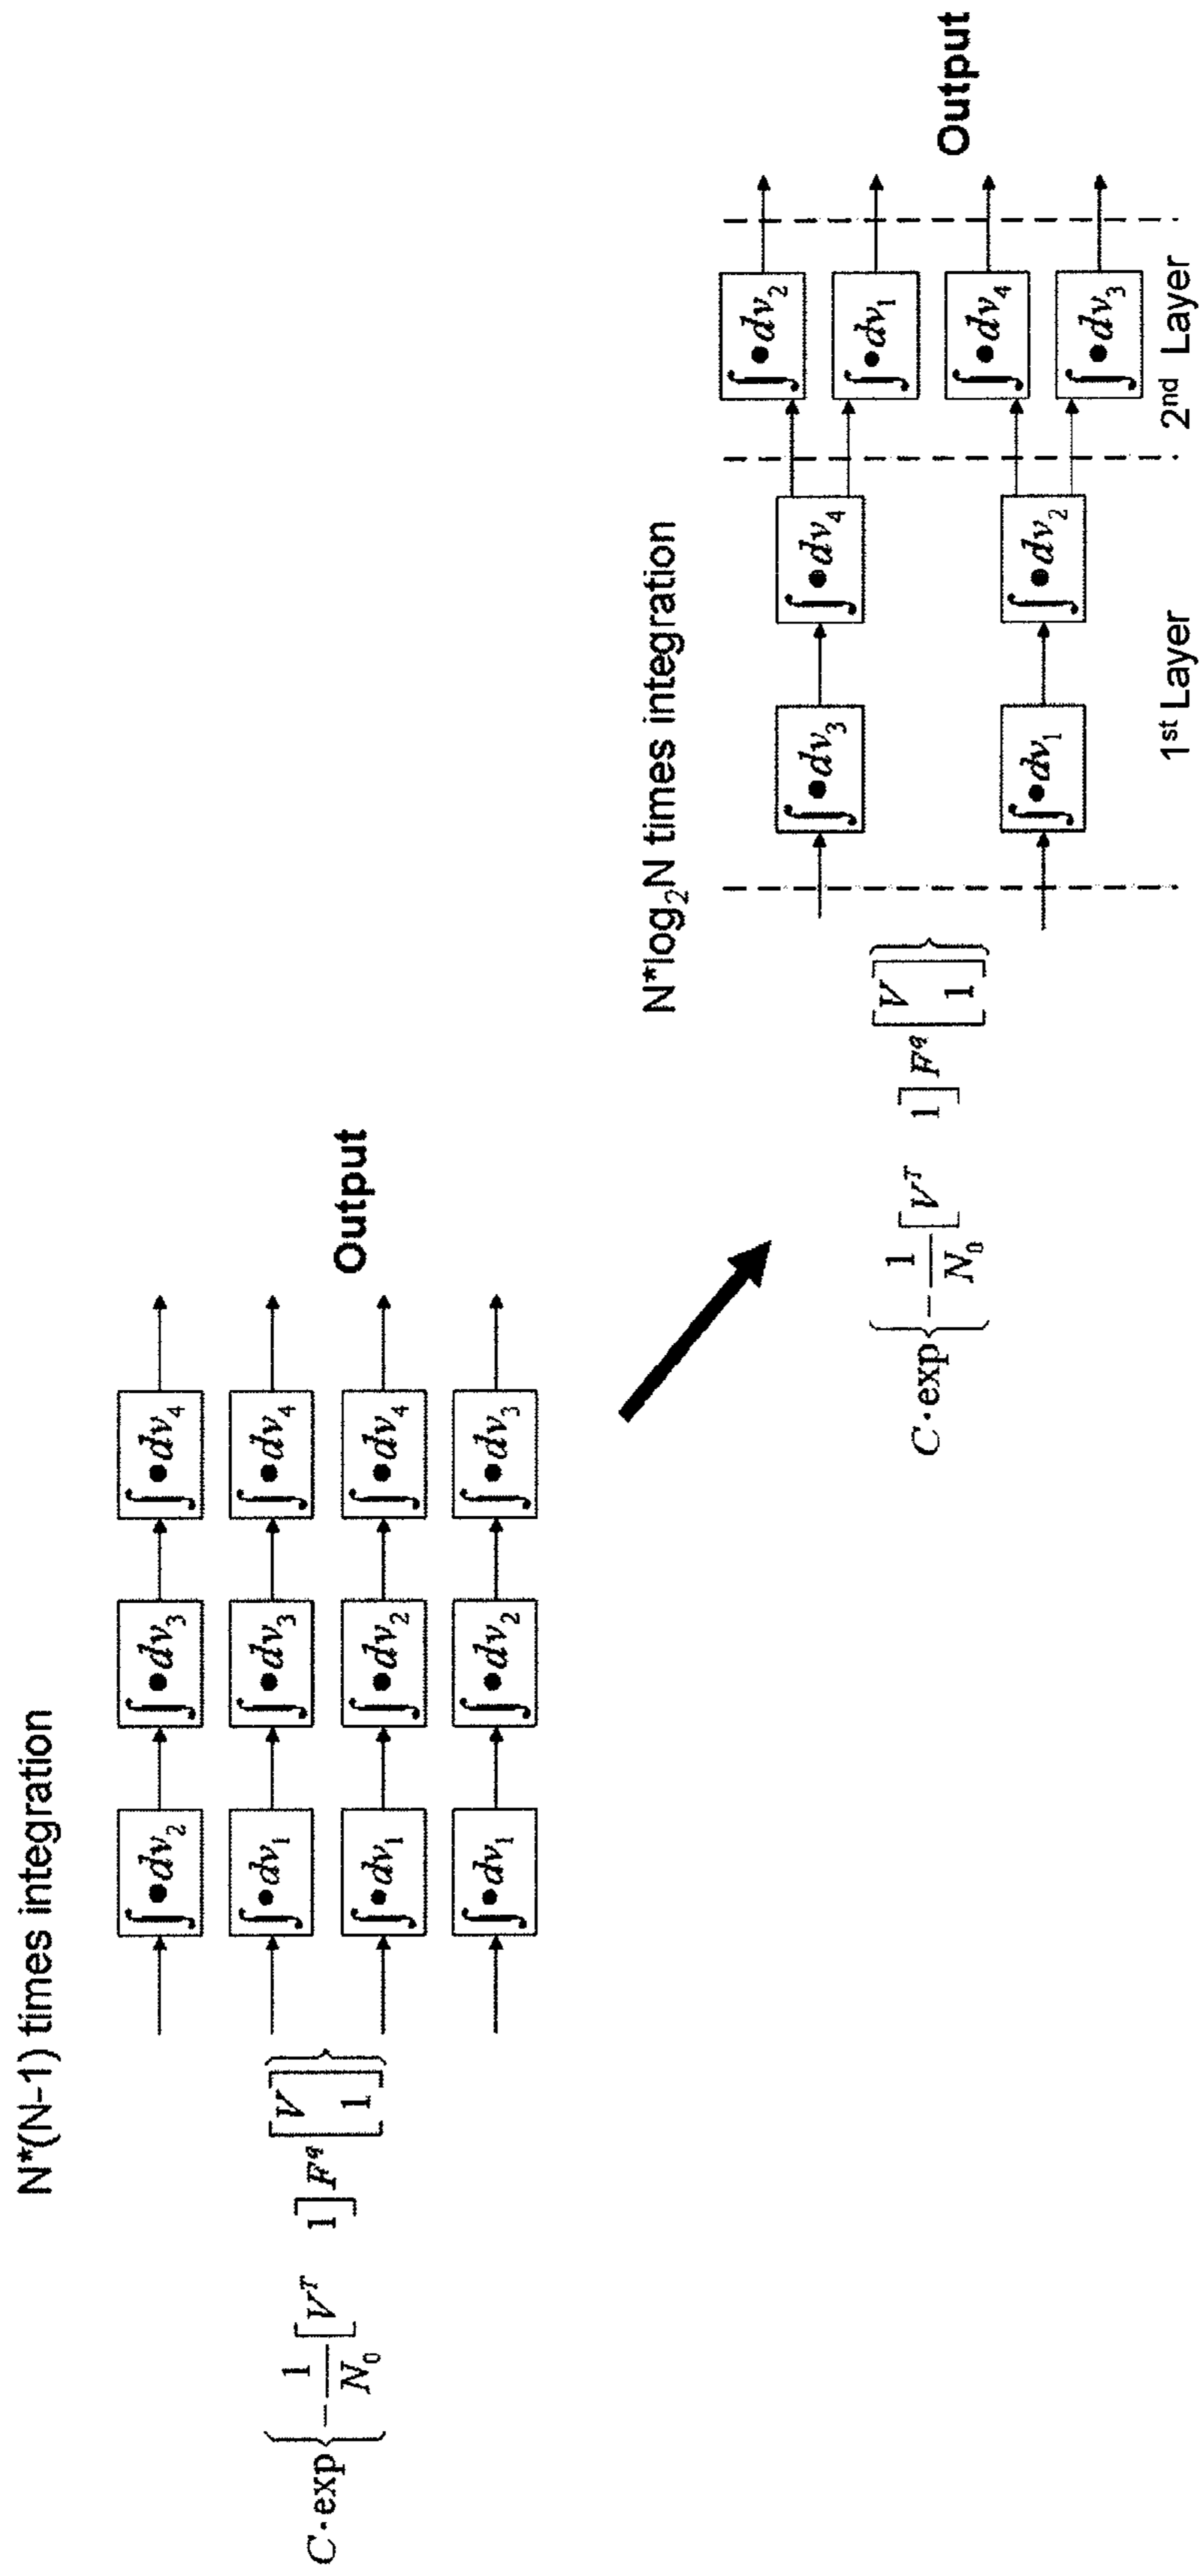 N*(N−1) times integration
C·exp{−1/N₀ [Vᵀ 1] F^q [V 1]}
∫•dv₂ ∫•dv₃ ∫•dv₄
∫•dv₁ ∫•dv₃ ∫•dv₄
∫•dv₁ ∫•dv₂ ∫•dv₄
∫•dv₁ ∫•dv₂ ∫•dv₃
Output
N*log₂N times integration
C·exp{−1/N₀ [Vᵀ 1] F^q [V 1]}
∫•dv₃ ∫•dv₄ ∫•dv₂
∫•dv₁
∫•dv₁ ∫•dv₂ ∫•dv₄
∫•dv₃
Output
1st Layer
2nd Layer